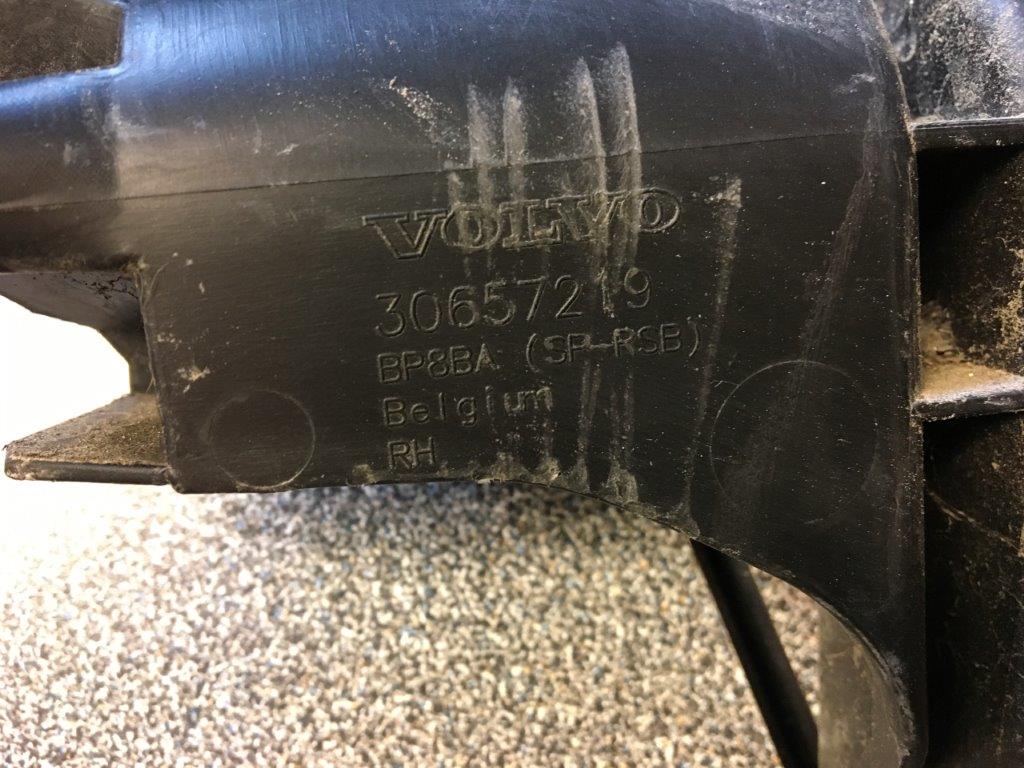 VOLVO
30657219
BP8BA (SP-RSB)
Belgium
RH